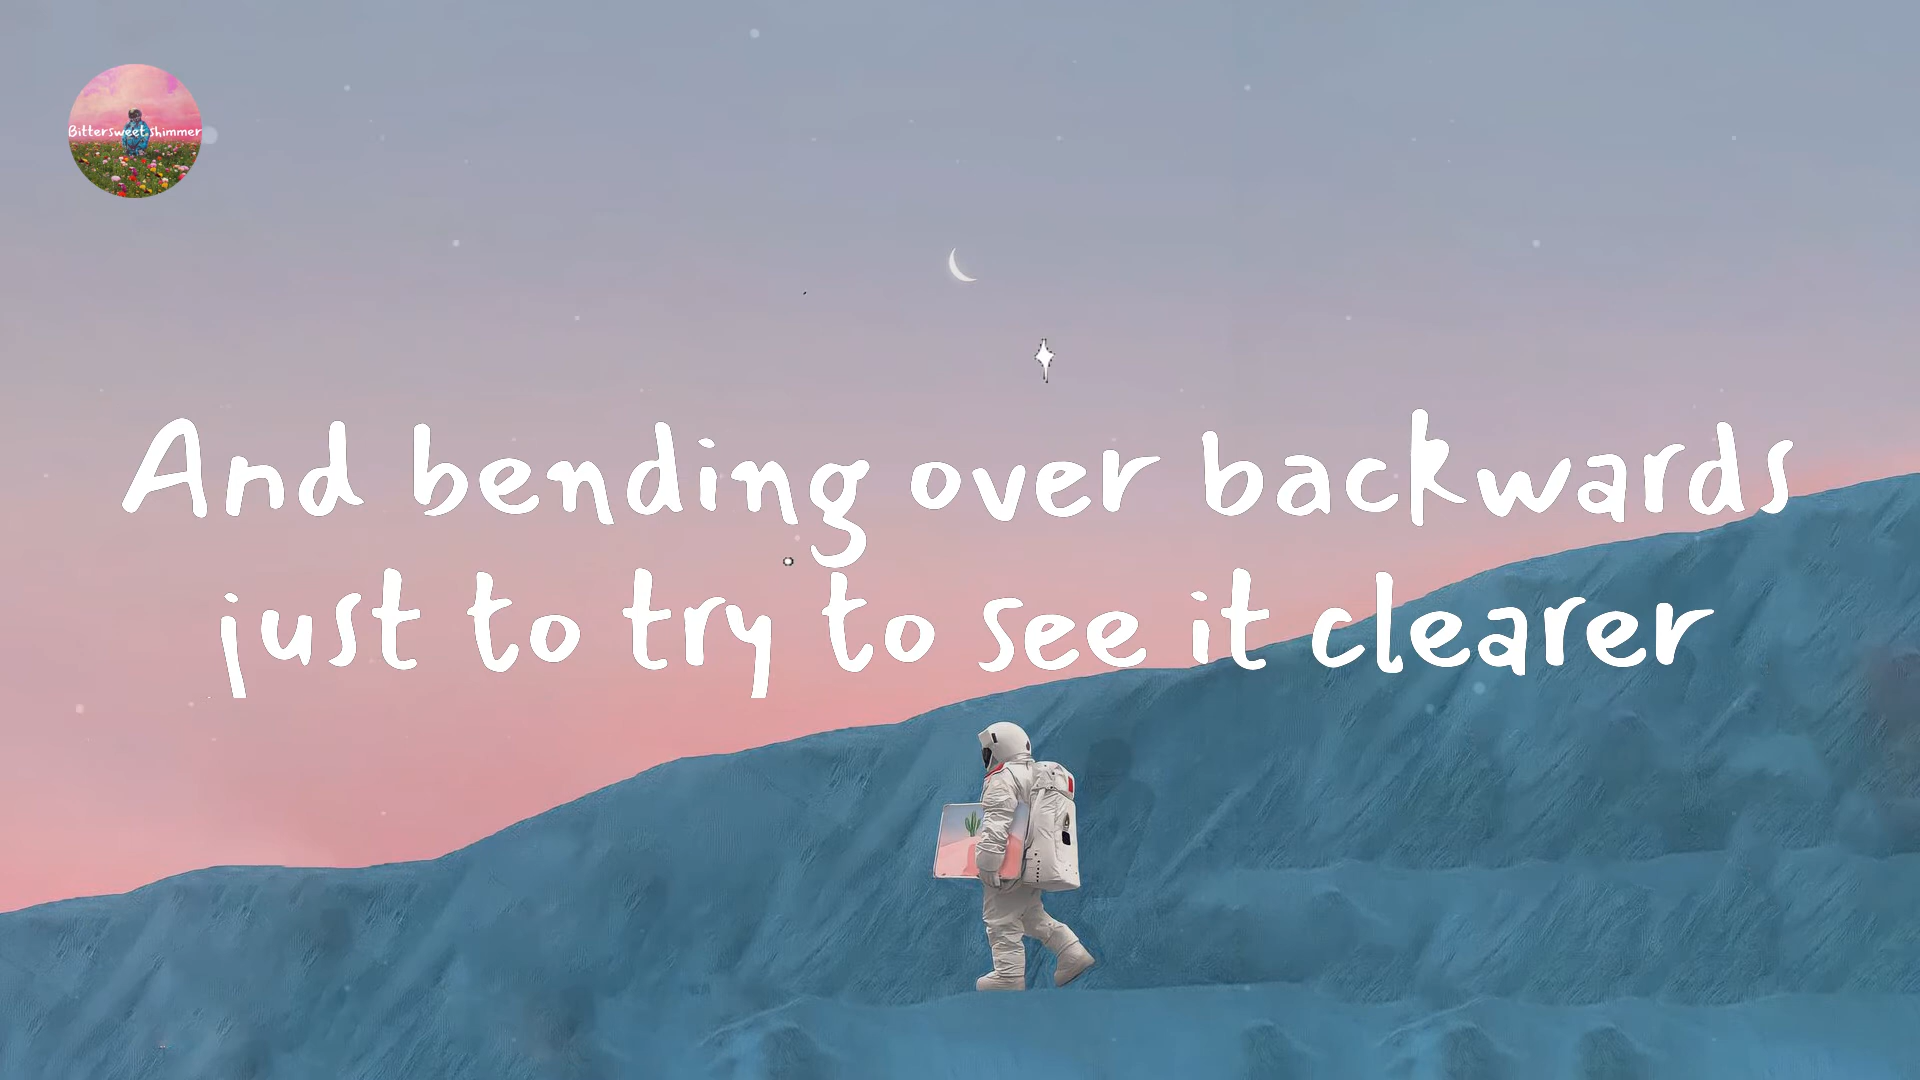 Bittersweet shimmer
And bending over backwards
just to try to see it clearer